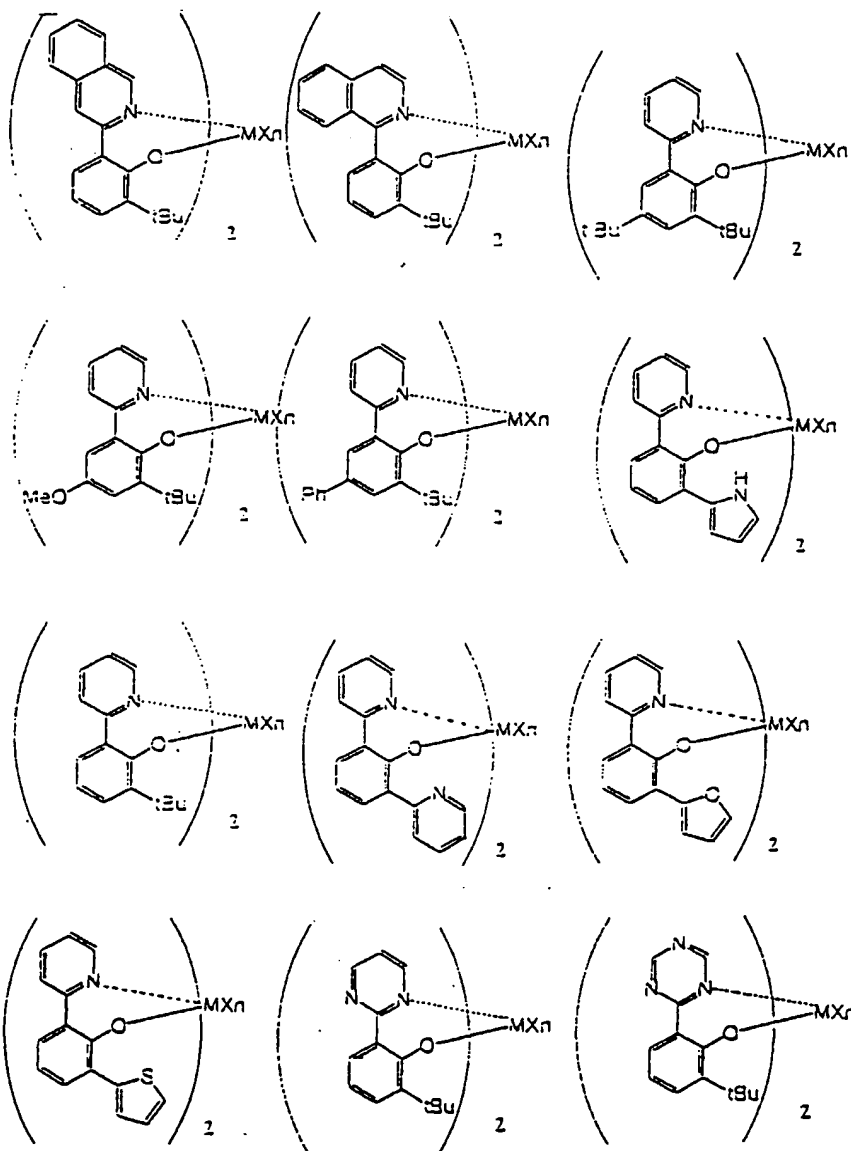 N MXn N MXn N MXn
O O O
tBu 2 tBu 2 tBu tBu 2
N MXn N MXn N MXn
O O O
MeO tBu 2 Ph tBu 2 H N 2
N MXn N MXn N MXn
O O O
tBu 2 N 2 O 2
N MXn N N MXn N N N MXn
O O O
S 2 tBu 2 tBu 2